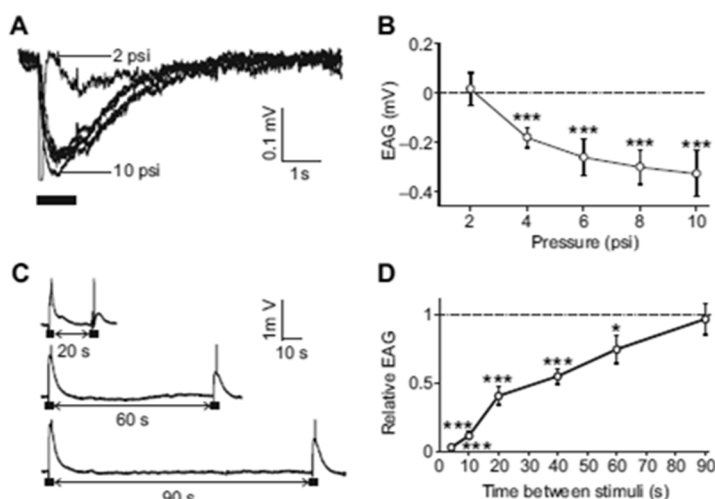 A
2 psi
10 psi
0.1 mV
1 s
B
0.2
0
−0.2
−0.4
EAG (mV)
***
***
***
***
2
4
6
8
10
Pressure (psi)
C
20 s
1m V
10 s
60 s
90 s
D
1
0.5
0
Relative EAG
***
***
***
***
*
0 10 20 30 40 50 60 70 80 90
Time between stimuli (s)